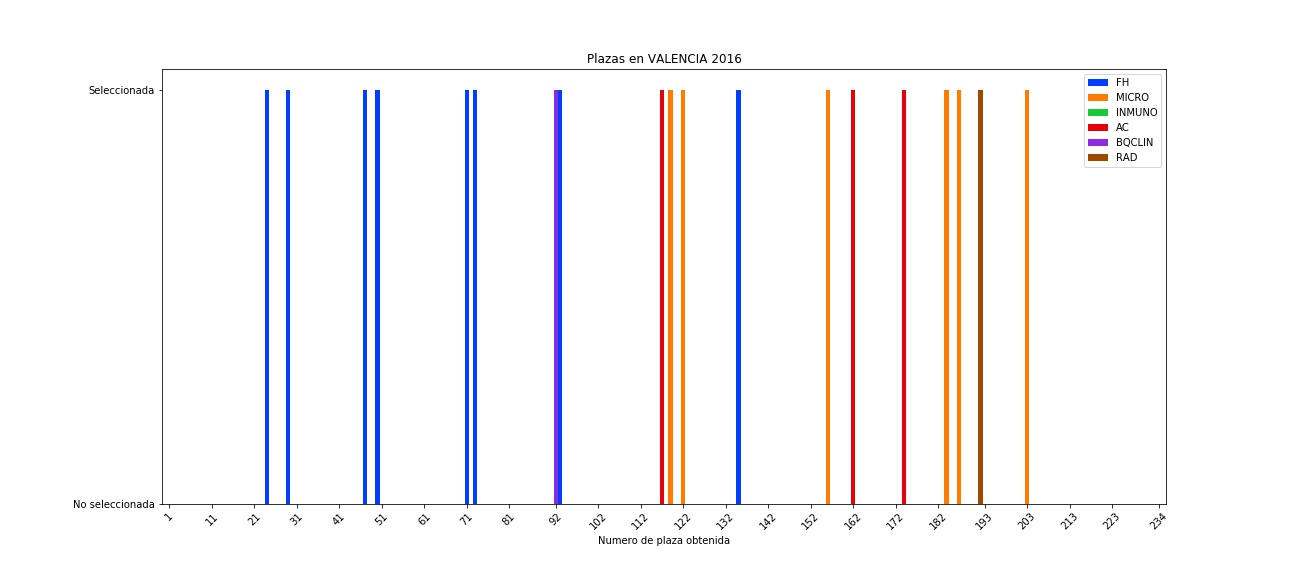 Plazas en VALENCIA 2016
Seleccionada
No seleccionada
FH
MICRO
INMUNO
AC
BQCLIN
RAD
1 11 21 31 41 51 61 71 81 92 102 112 122 132 142 152 162 172 182 193 203 213 223 234
Numero de plaza obtenida